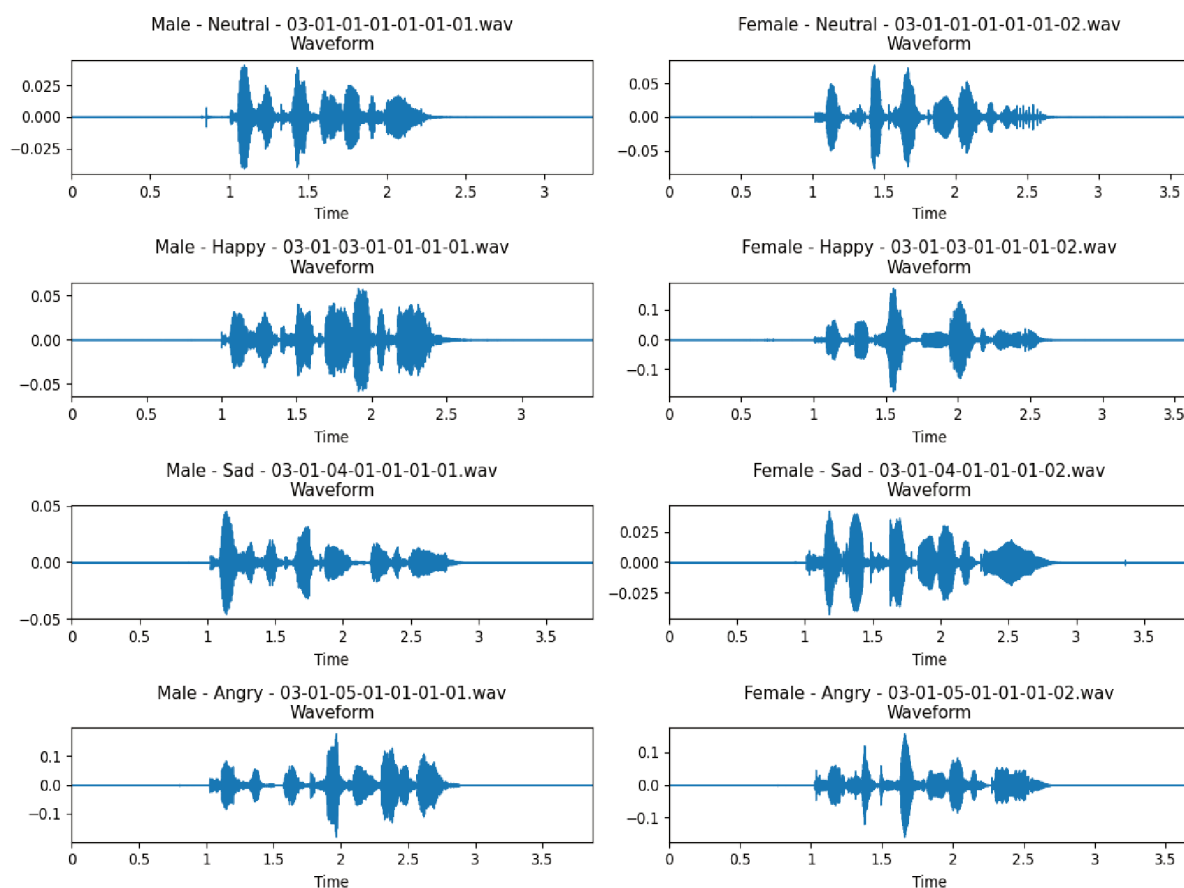 Male - Neutral - 03-01-01-01-01-01-01.wav
Waveform
0.025
0.000
−0.025
0 0.5 1 1.5 2 2.5 3
Time
Female - Neutral - 03-01-01-01-01-01-02.wav
Waveform
0.05
0.00
−0.05
0 0.5 1 1.5 2 2.5 3 3.5
Time
Male - Happy - 03-01-03-01-01-01-01.wav
Waveform
0.05
0.00
−0.05
0 0.5 1 1.5 2 2.5 3
Time
Female - Happy - 03-01-03-01-01-01-02.wav
Waveform
0.1
0.0
−0.1
0 0.5 1 1.5 2 2.5 3 3.5
Time
Male - Sad - 03-01-04-01-01-01-01.wav
Waveform
0.05
0.00
−0.05
0 0.5 1 1.5 2 2.5 3 3.5
Time
Female - Sad - 03-01-04-01-01-01-02.wav
Waveform
0.025
0.000
−0.025
0 0.5 1 1.5 2 2.5 3 3.5
Time
Male - Angry - 03-01-05-01-01-01-01.wav
Waveform
0.1
0.0
−0.1
0 0.5 1 1.5 2 2.5 3 3.5
Time
Female - Angry - 03-01-05-01-01-01-02.wav
Waveform
0.1
0.0
−0.1
0 0.5 1 1.5 2 2.5 3 3.5
Time